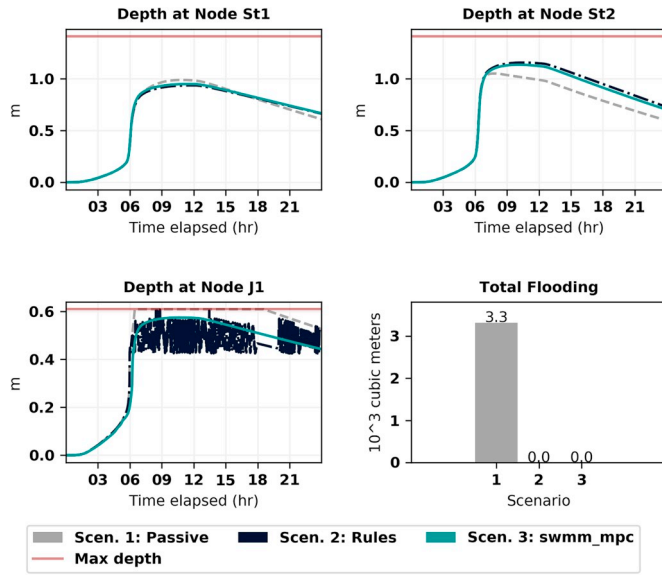 Depth at Node St1
m
1.0
0.5
0.0
03 06 09 12 15 18 21
Time elapsed (hr)
Depth at Node St2
m
1.0
0.5
0.0
03 06 09 12 15 18 21
Time elapsed (hr)
Depth at Node J1
m
0.6
0.4
0.2
0.0
03 06 09 12 15 18 21
Time elapsed (hr)
Total Flooding
10^3 cubic meters
3
2
1
0
3.3
0.0 0.0
1 2 3
Scenario
Scen. 1: Passive Scen. 2: Rules Scen. 3: swmm_mpc
Max depth